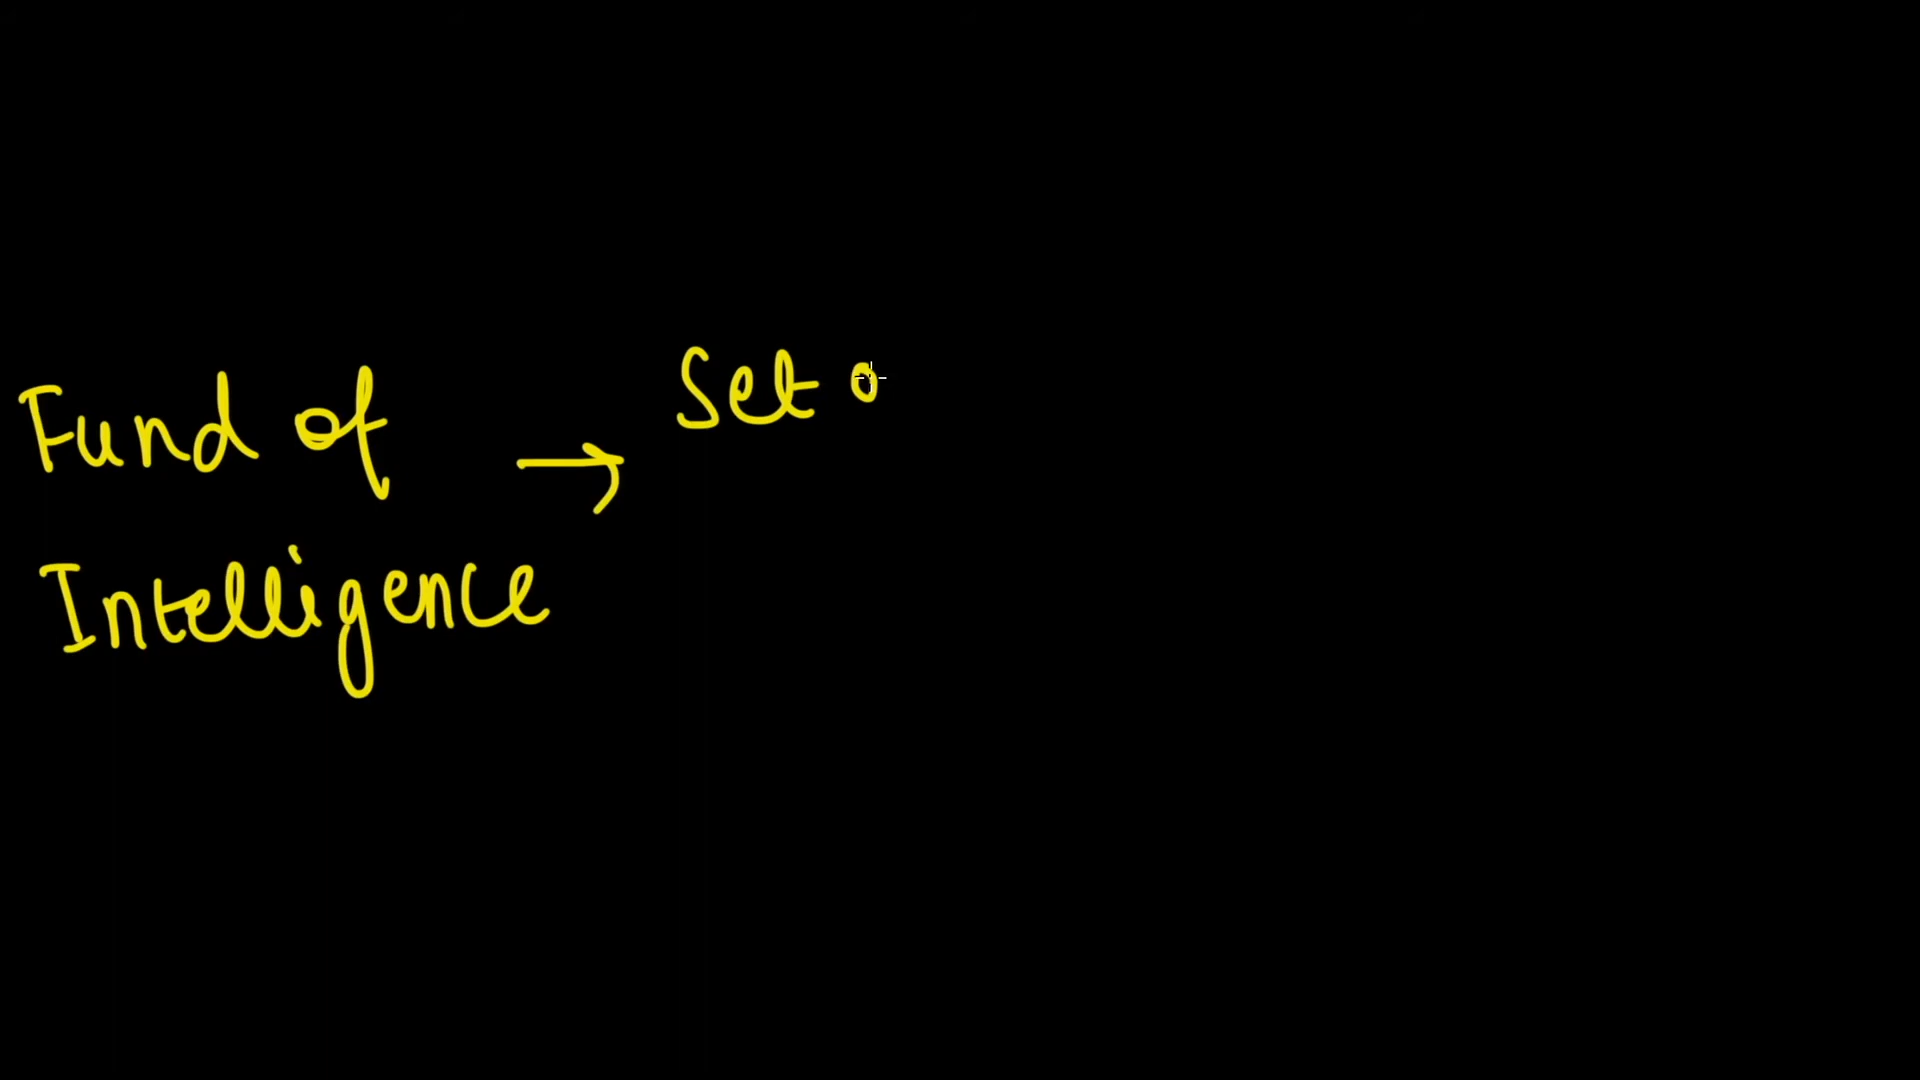 Fund of → Set o
Intelligence